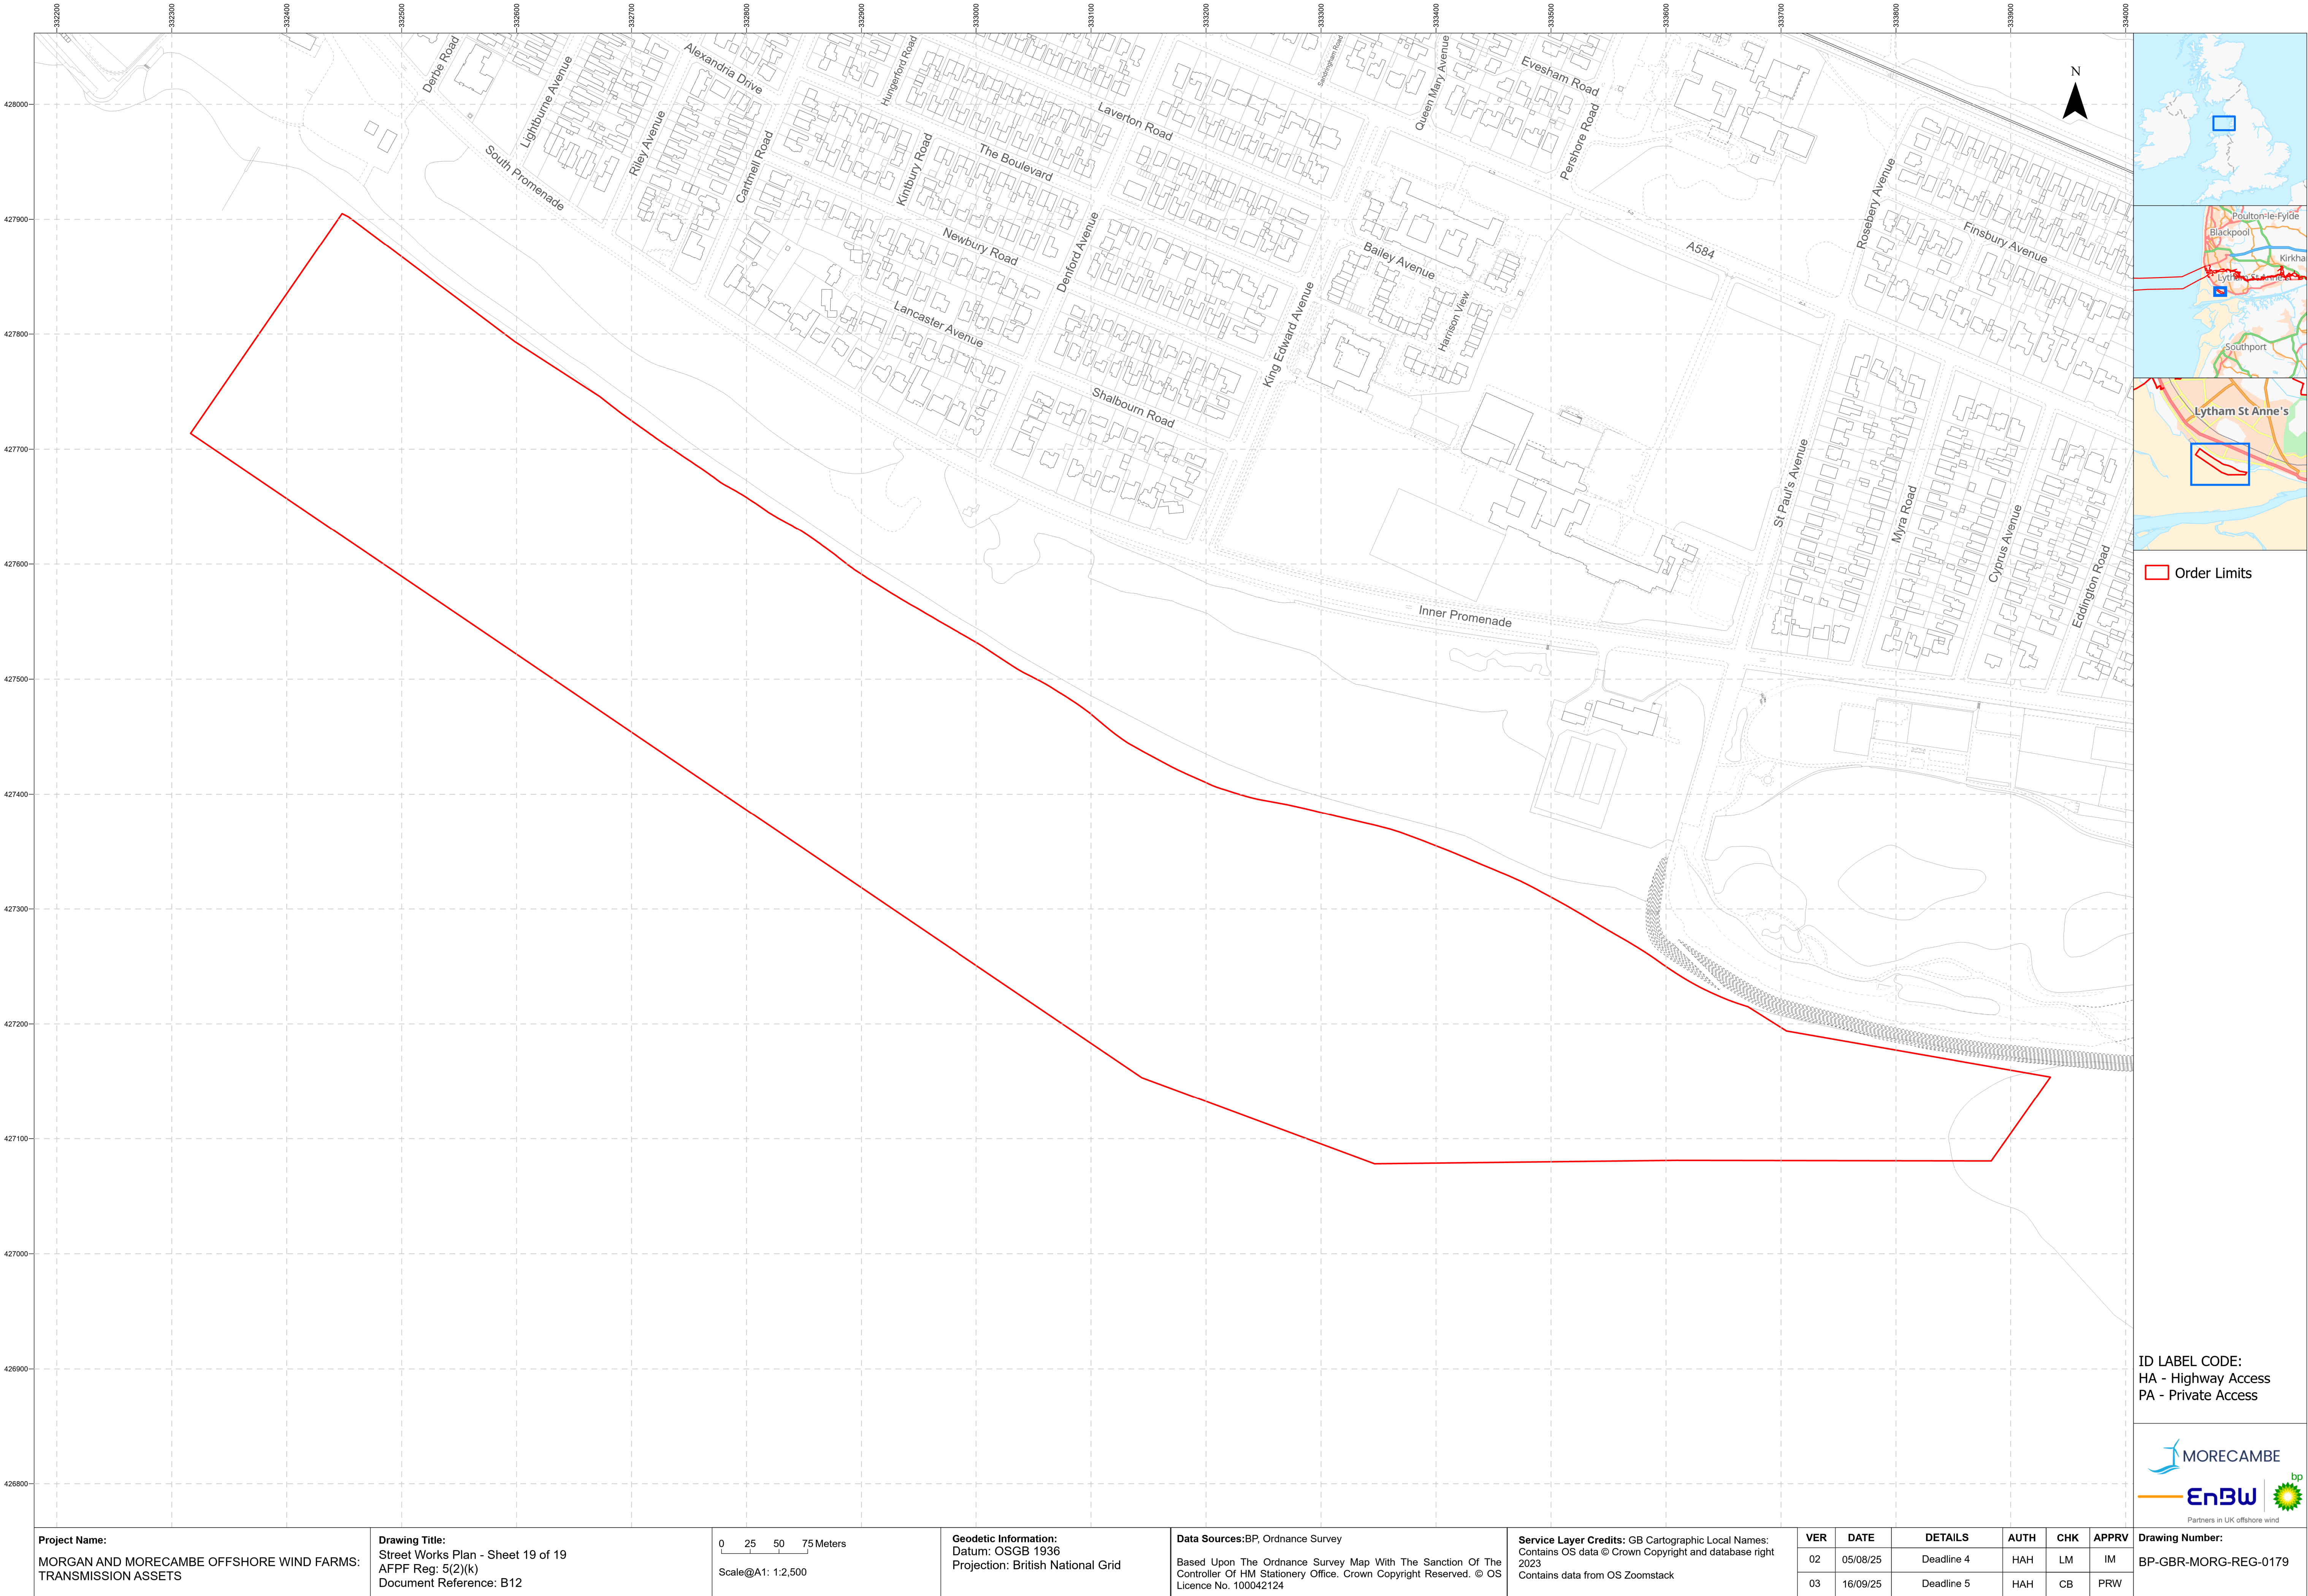 332200
332300
332400
332500
332600
332700
332800
332900
333000
333100
333200
333300
333400
333500
333600
333700
333800
333900
334000
428000
427900
427800
427700
427600
427500
427400
427300
427200
427100
427000
426900
426800
Derbe Road
Lightburne Avenue
Riley Avenue
Alexandria Drive
Cartmell Road
Hungerford Road
Kintbury Road
South Promenade
Laverton Road
The Boulevard
Newbury Road
Denford Avenue
Lancaster Avenue
Shalbourn Road
Sandringham Road
Queen Mary Avenue
Evesham Road
Pershore Road
Bailey Avenue
King Edward Avenue
Harrison View
A584
Rosebery Avenue
Finsbury Avenue
St Paul's Avenue
Myra Road
Cyprus Avenue
Eddington Road
Inner Promenade
N
Poulton-le-Fylde
Blackpool
Kirkha
Lytham St Anne's
Southport
Lytham St Anne's
Order Limits
ID LABEL CODE:
HA - Highway Access
PA - Private Access
MORECAMBE
bp
EnBW
Partners in UK offshore wind
Project Name:
MORGAN AND MORECAMBE OFFSHORE WIND FARMS:
TRANSMISSION ASSETS
Drawing Title:
Street Works Plan - Sheet 19 of 19
AFPF Reg: 5(2)(k)
Document Reference: B12
0 25 50 75 Meters
Scale@A1: 1:2,500
Geodetic Information:
Datum: OSGB 1936
Projection: British National Grid
Data Sources:BP, Ordnance Survey
Based Upon The Ordnance Survey Map With The Sanction Of The
Controller Of HM Stationery Office. Crown Copyright Reserved. © OS
Licence No. 100042124
Service Layer Credits: GB Cartographic Local Names:
Contains OS data © Crown Copyright and database right
2023
Contains data from OS Zoomstack
VER DATE DETAILS AUTH CHK APPRV
02 05/08/25 Deadline 4 HAH LM IM
03 16/09/25 Deadline 5 HAH CB PRW
Drawing Number:
BP-GBR-MORG-REG-0179